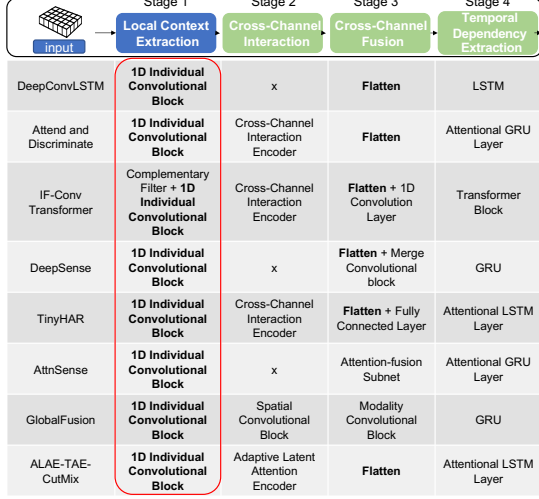 Stage 1 Stage 2 Stage 3 Stage 4
input
Local Context
Extraction
Cross-Channel
Interaction
Cross-Channel
Fusion
Temporal
Dependency
Extraction
DeepConvLSTM
1D Individual
Convolutional
Block
x
Flatten
LSTM
Attend and
Discriminate
1D Individual
Convolutional
Block
Cross-Channel
Interaction
Encoder
Flatten
Attentional GRU
Layer
IF-Conv
Transformer
Complementary
Filter + 1D
Individual
Convolutional
Block
Cross-Channel
Interaction
Encoder
Flatten + 1D
Convolution
Layer
Transformer
Block
DeepSense
1D Individual
Convolutional
Block
x
Flatten + Merge
Convolutional
block
GRU
TinyHAR
1D Individual
Convolutional
Block
Cross-Channel
Interaction
Encoder
Flatten + Fully
Connected Layer
Attentional LSTM
Layer
AttnSense
1D Individual
Convolutional
Block
x
Attention-fusion
Subnet
Attentional GRU
Layer
GlobalFusion
1D Individual
Convolutional
Block
Spatial
Convolutional
Block
Modality
Convolutional
Block
GRU
ALAE-TAE-
CutMix
1D Individual
Convolutional
Block
Adaptive Latent
Attention
Encoder
Flatten
Attentional LSTM
Layer